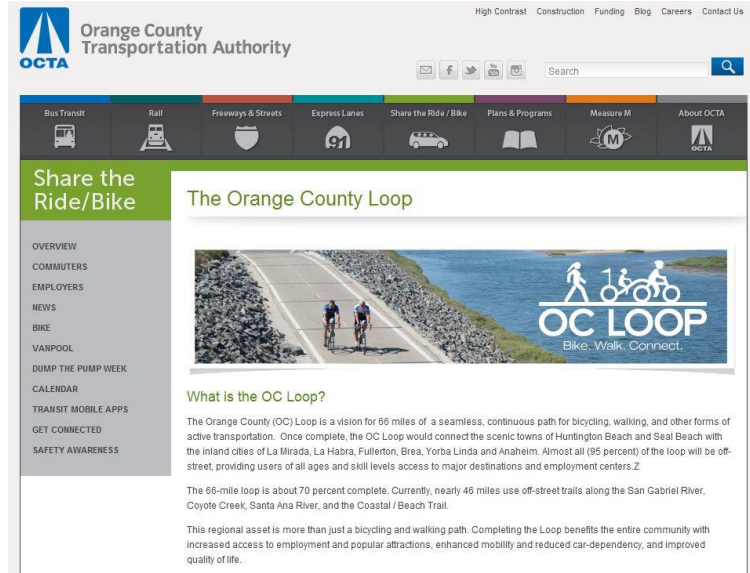 High Contrast Construction Funding Blog Careers Contact Us
OCTA
Orange County
Transportation Authority
You
Tube
Search
Bus Transit Rail Freeways & Streets Express Lanes Share the Ride / Bike Plans & Programs Measure M About OCTA
91
M
OCTA
Share the
Ride/Bike
The Orange County Loop
OVERVIEW
COMMUTERS
EMPLOYERS
NEWS
BIKE
VANPOOL
DUMP THE PUMP WEEK
CALENDAR
TRANSIT MOBILE APPS
GET CONNECTED
SAFETY AWARENESS
OC LOOP
Bike. Walk. Connect.
What is the OC Loop?
The Orange County (OC) Loop is a vision for 66 miles of a seamless, continuous path for bicycling, walking, and other forms of
active transportation. Once complete, the OC Loop would connect the scenic towns of Huntington Beach and Seal Beach with
the inland cities of La Mirada, La Habra, Fullerton, Brea, Yorba Linda and Anaheim. Almost all (95 percent) of the loop will be off-
street, providing users of all ages and skill levels access to major destinations and employment centers.Z
The 66-mile loop is about 70 percent complete. Currently, nearly 46 miles use off-street trails along the San Gabriel River,
Coyote Creek, Santa Ana River, and the Coastal / Beach Trail.
This regional asset is more than just a bicycling and walking path. Completing the Loop benefits the entire community with
increased access to employment and popular attractions, enhanced mobility and reduced car-dependency, and improved
quality of life.